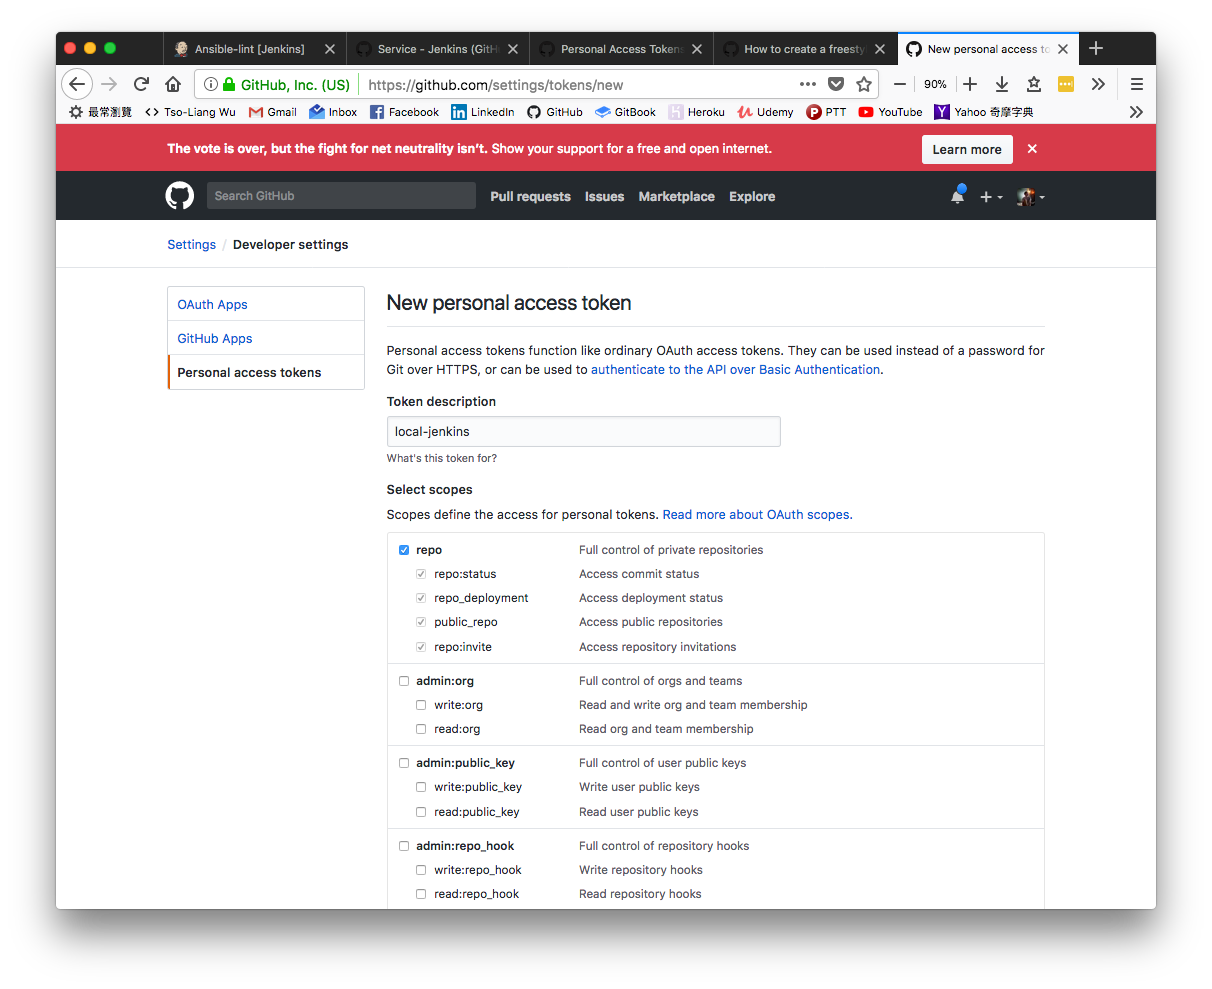 Ansible-lint [Jenkins]
Service - Jenkins (GitH
Personal Access Tokens
How to create a freesty
New personal access to
GitHub, Inc. (US)
https://github.com/settings/tokens/new
90%
最常瀏覽
Tso-Liang Wu
Gmail
Inbox
Facebook
LinkedIn
GitHub
GitBook
Heroku
Udemy
PTT
YouTube
Yahoo 奇摩字典
The vote is over, but the fight for net neutrality isn't. Show your support for a free and open internet.
Learn more
Search GitHub
Pull requests
Issues
Marketplace
Explore
Settings / Developer settings
OAuth Apps
GitHub Apps
Personal access tokens
New personal access token
Personal access tokens function like ordinary OAuth access tokens. They can be used instead of a password for
Git over HTTPS, or can be used to authenticate to the API over Basic Authentication.
Token description
local-jenkins
What's this token for?
Select scopes
Scopes define the access for personal tokens. Read more about OAuth scopes.
repo Full control of private repositories
repo:status Access commit status
repo_deployment Access deployment status
public_repo Access public repositories
repo:invite Access repository invitations
admin:org Full control of orgs and teams
write:org Read and write org and team membership
read:org Read org and team membership
admin:public_key Full control of user public keys
write:public_key Write user public keys
read:public_key Read user public keys
admin:repo_hook Full control of repository hooks
write:repo_hook Write repository hooks
read:repo_hook Read repository hooks